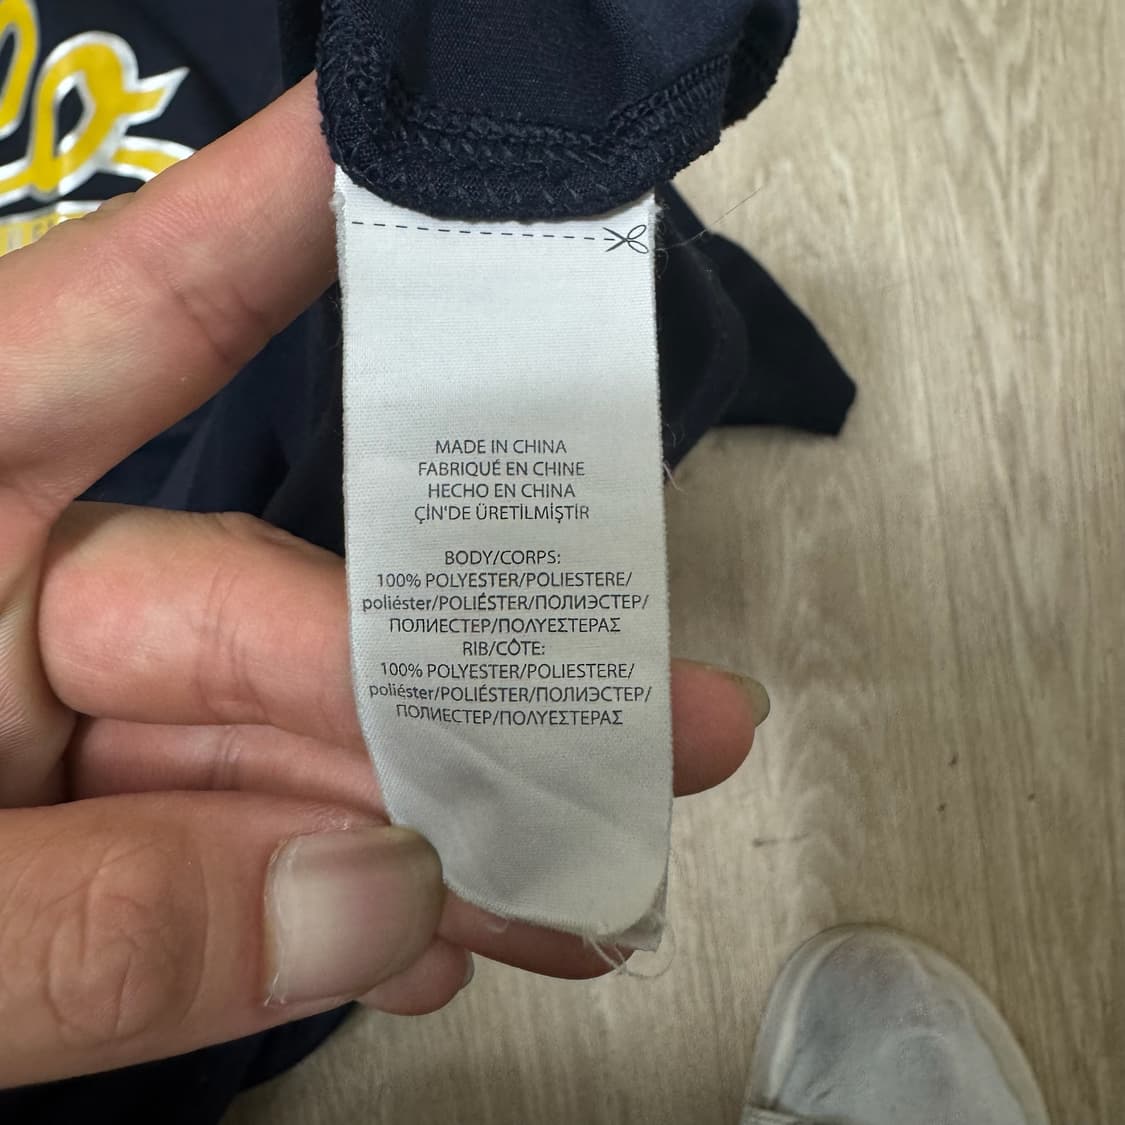 MADE IN CHINA
FABRIQUÉ EN CHINE
HECHO EN CHINA
ÇİN'DE ÜRETİLMİŞTİR
BODY/CORPS:
100% POLYESTER/POLIESTERE/
poliéster/POLIÉSTER/ПОЛИЭСТЕР/
ПОЛИЕСТЕР/ΠΟΛΥΕΣΤΕΡΑΣ
RIB/CÔTE:
100% POLYESTER/POLIESTERE/
poliéster/POLIÉSTER/ПОЛИЭСТЕР/
ПОЛИЕСТЕР/ΠΟΛΥΕΣΤΕΡΑΣ